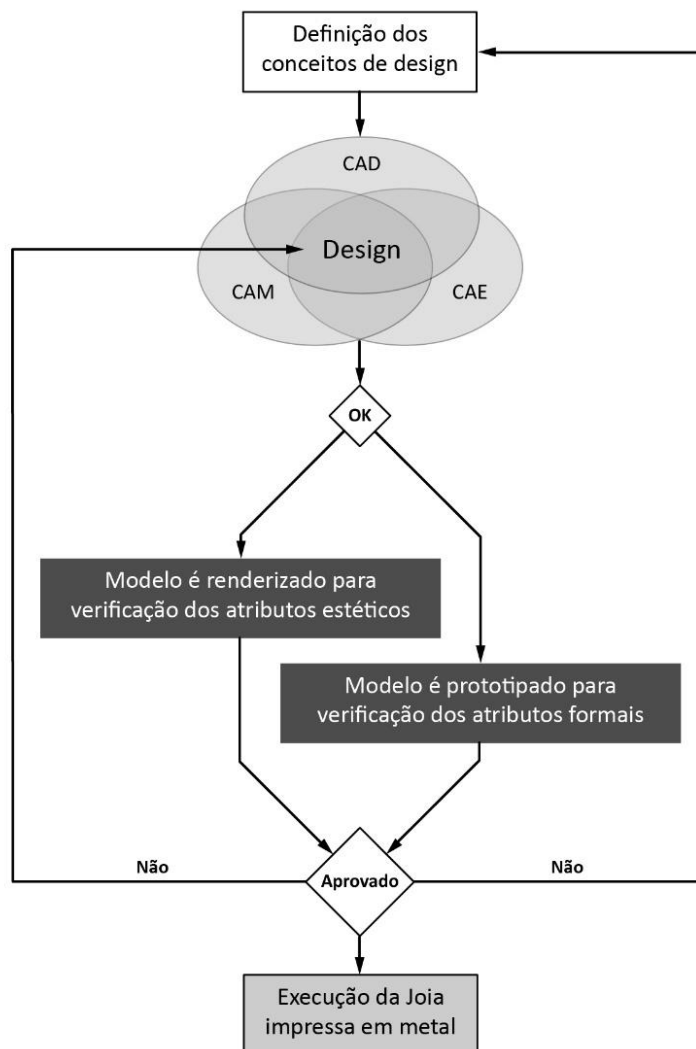 Definição dos
conceitos de design
CAD
Design
CAM
CAE
OK
Modelo é renderizado para
verificação dos atributos estéticos
Modelo é prototipado para
verificação dos atributos formais
Não
Aprovado
Não
Execução da Joia
impressa em metal